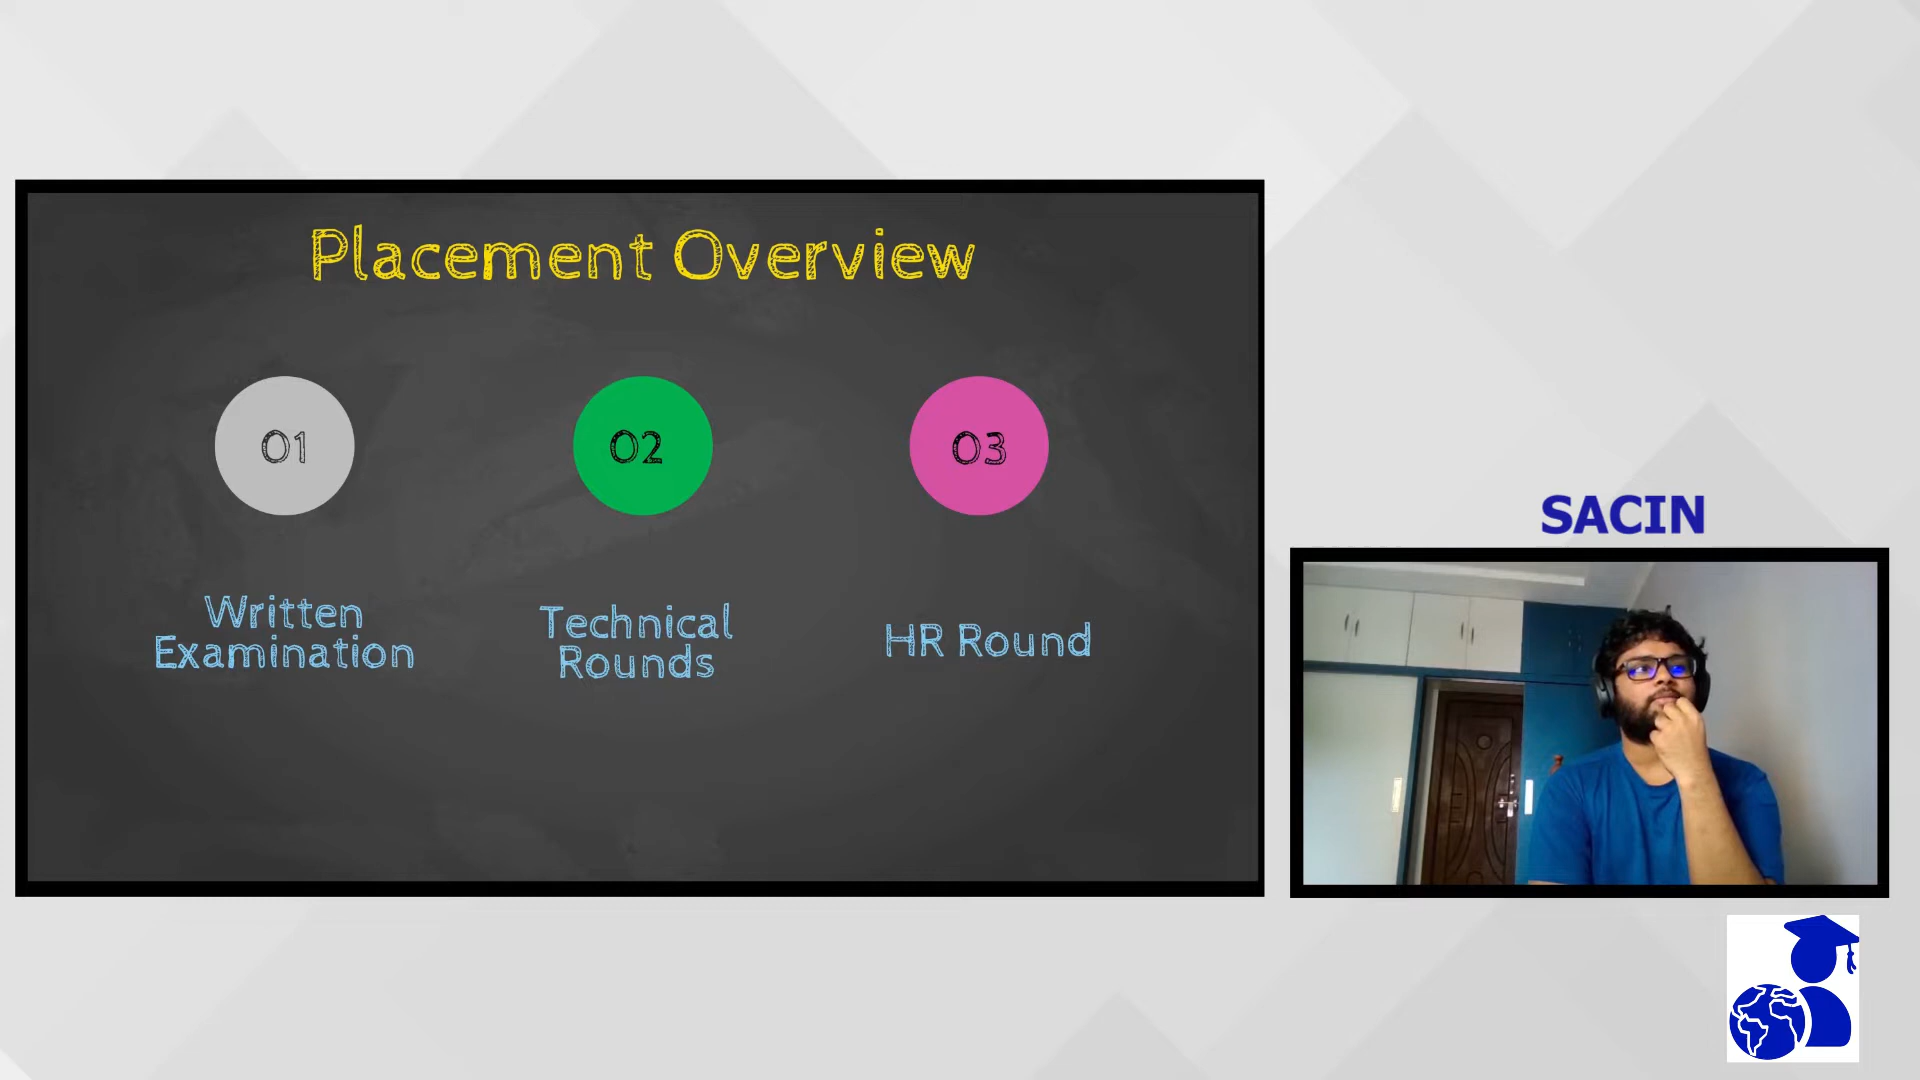 Placement Overview
01
02
03
Written
Examination
Technical
Rounds
HR Round
SACIN